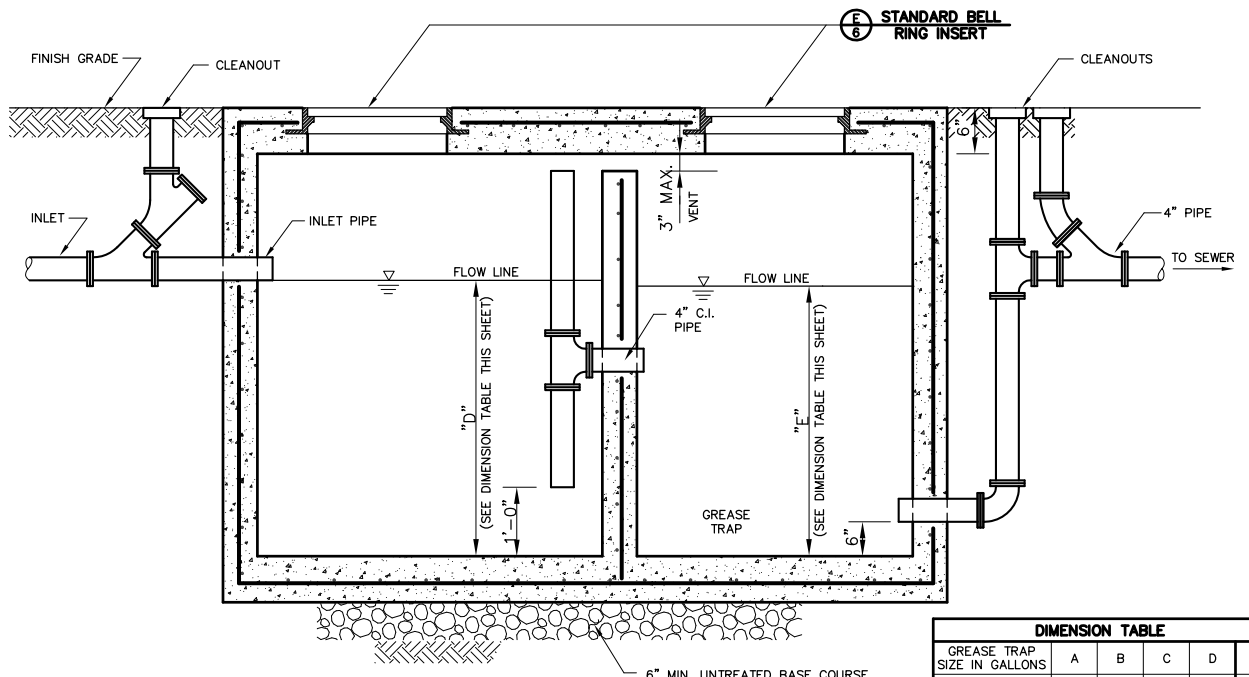 E
6
STANDARD BELL
RING INSERT
FINISH GRADE
CLEANOUT
CLEANOUTS
6"
3" MAX.
VENT
INLET
INLET PIPE
4" PIPE
TO SEWER
FLOW LINE
FLOW LINE
4" C.I.
PIPE
"D"
(SEE DIMENSION TABLE THIS SHEET)
"E"
(SEE DIMENSION TABLE THIS SHEET)
1'-0"
GREASE
TRAP
6"
6" MIN. UNTREATED BASE COURSE
DIMENSION TABLE
GREASE TRAP
SIZE IN GALLONS
A
B
C
D